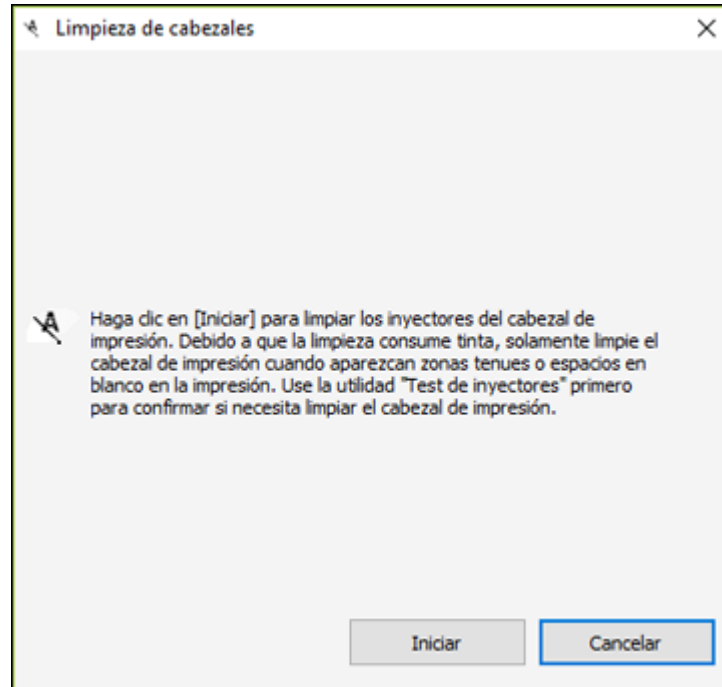 Limpieza de cabezales
Haga clic en [Iniciar] para limpiar los inyectores del cabezal de
impresión. Debido a que la limpieza consume tinta, solamente limpie el
cabezal de impresión cuando aparezcan zonas tenues o espacios en
blanco en la impresión. Use la utilidad "Test de inyectores" primero
para confirmar si necesita limpiar el cabezal de impresión.
Iniciar
Cancelar